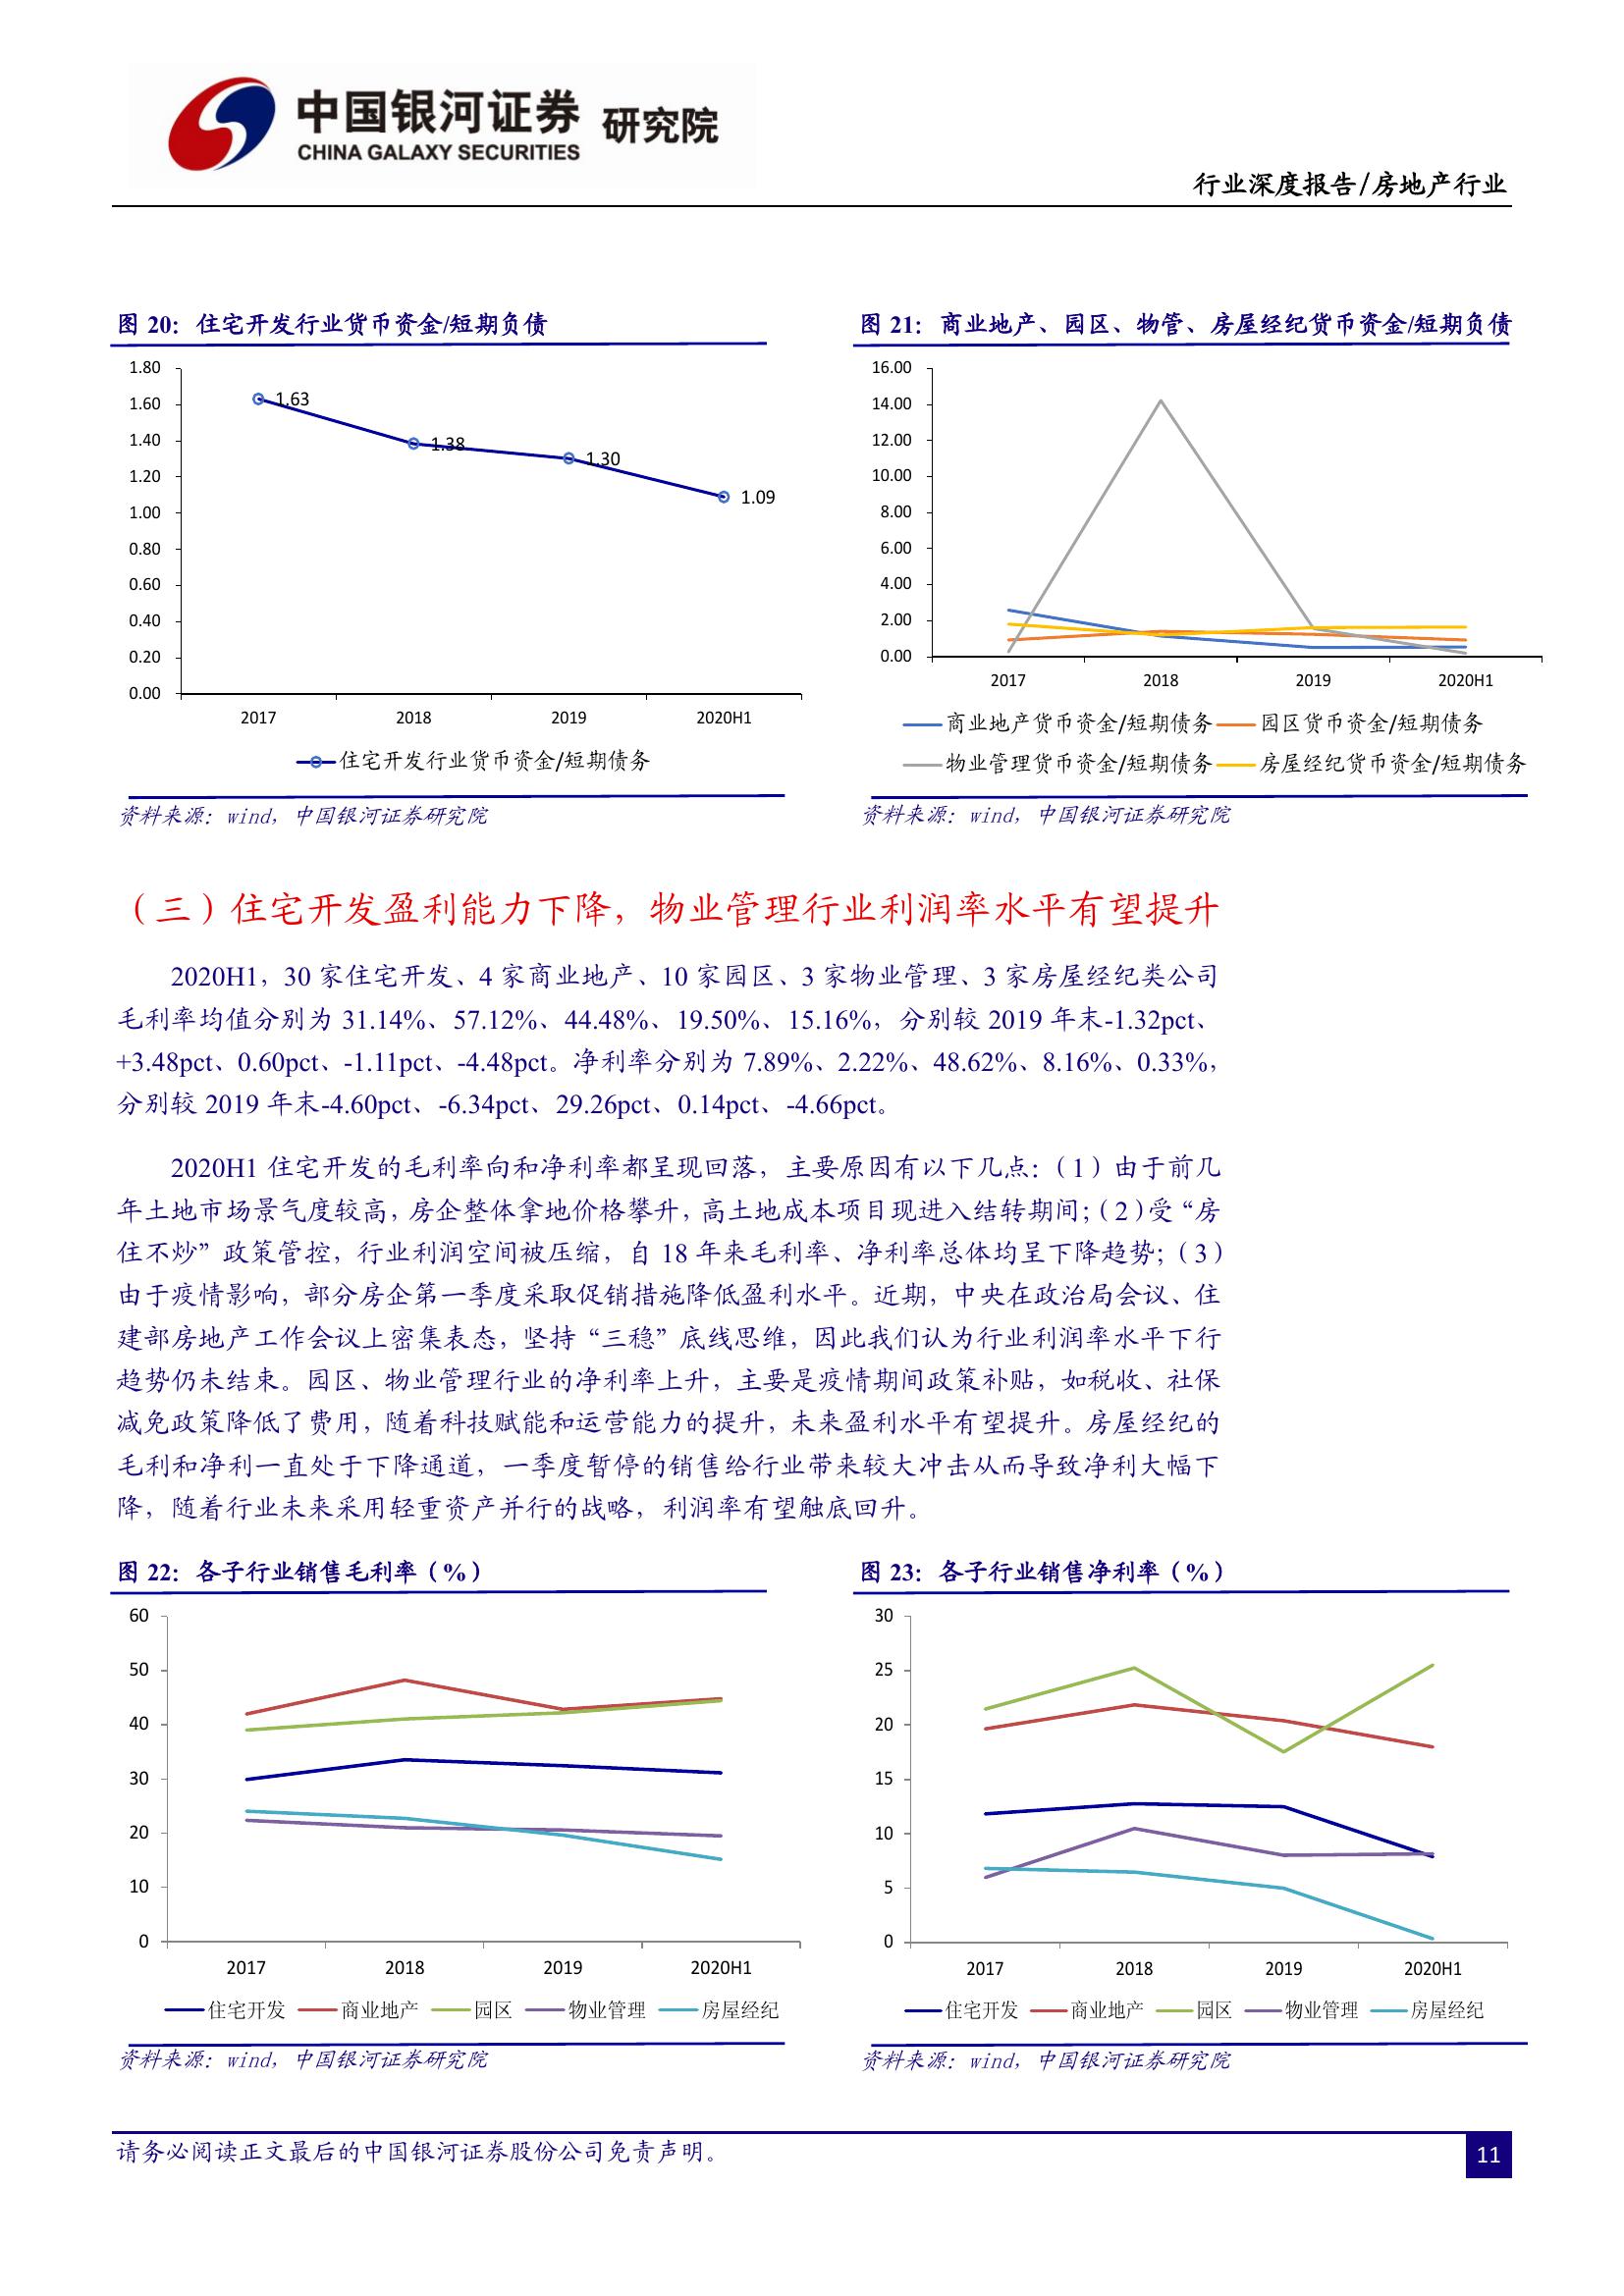 中国银河证券 研究院
CHINA GALAXY SECURITIES
行业深度报告/房地产行业
图 20：住宅开发行业货币资金/短期负债
1.80
1.60
1.40
1.20
1.00
0.80
0.60
0.40
0.20
0.00
1.63
1.38
1.30
1.09
2017 2018 2019 2020H1
住宅开发行业货币资金/短期债务
资料来源：wind，中国银河证券研究院
图 21：商业地产、园区、物管、房屋经纪货币资金/短期负债
16.00
14.00
12.00
10.00
8.00
6.00
4.00
2.00
0.00
2017 2018 2019 2020H1
商业地产货币资金/短期债务 园区货币资金/短期债务
物业管理货币资金/短期债务 房屋经纪货币资金/短期债务
资料来源：wind，中国银河证券研究院
（三）住宅开发盈利能力下降，物业管理行业利润率水平有望提升
2020H1，30 家住宅开发、4 家商业地产、10 家园区、3 家物业管理、3 家房屋经纪类公司
毛利率均值分别为 31.14%、57.12%、44.48%、19.50%、15.16%，分别较 2019 年末-1.32pct、
+3.48pct、0.60pct、-1.11pct、-4.48pct。净利率分别为 7.89%、2.22%、48.62%、8.16%、0.33%，
分别较 2019 年末-4.60pct、-6.34pct、29.26pct、0.14pct、-4.66pct。
2020H1 住宅开发的毛利率向和净利率都呈现回落，主要原因有以下几点：（1）由于前几
年土地市场景气度较高，房企整体拿地价格攀升，高土地成本项目现进入结转期间；（2）受“房
住不炒”政策管控，行业利润空间被压缩，自 18 年来毛利率、净利率总体均呈下降趋势；（3）
由于疫情影响，部分房企第一季度采取促销措施降低盈利水平。近期，中央在政治局会议、住
建部房地产工作会议上密集表态，坚持“三稳”底线思维，因此我们认为行业利润率水平下行
趋势仍未结束。园区、物业管理行业的净利率上升，主要是疫情期间政策补贴，如税收、社保
减免政策降低了费用，随着科技赋能和运营能力的提升，未来盈利水平有望提升。房屋经纪的
毛利和净利一直处于下降通道，一季度暂停的销售给行业带来较大冲击从而导致净利大幅下
降，随着行业未来采用轻重资产并行的战略，利润率有望触底回升。
图 22：各子行业销售毛利率（%）
60
50
40
30
20
10
0
2017 2018 2019 2020H1
住宅开发 商业地产 园区 物业管理 房屋经纪
资料来源：wind，中国银河证券研究院
图 23：各子行业销售净利率（%）
30
25
20
15
10
5
0
2017 2018 2019 2020H1
住宅开发 商业地产 园区 物业管理 房屋经纪
资料来源：wind，中国银河证券研究院
请务必阅读正文最后的中国银河证券股份公司免责声明。
11